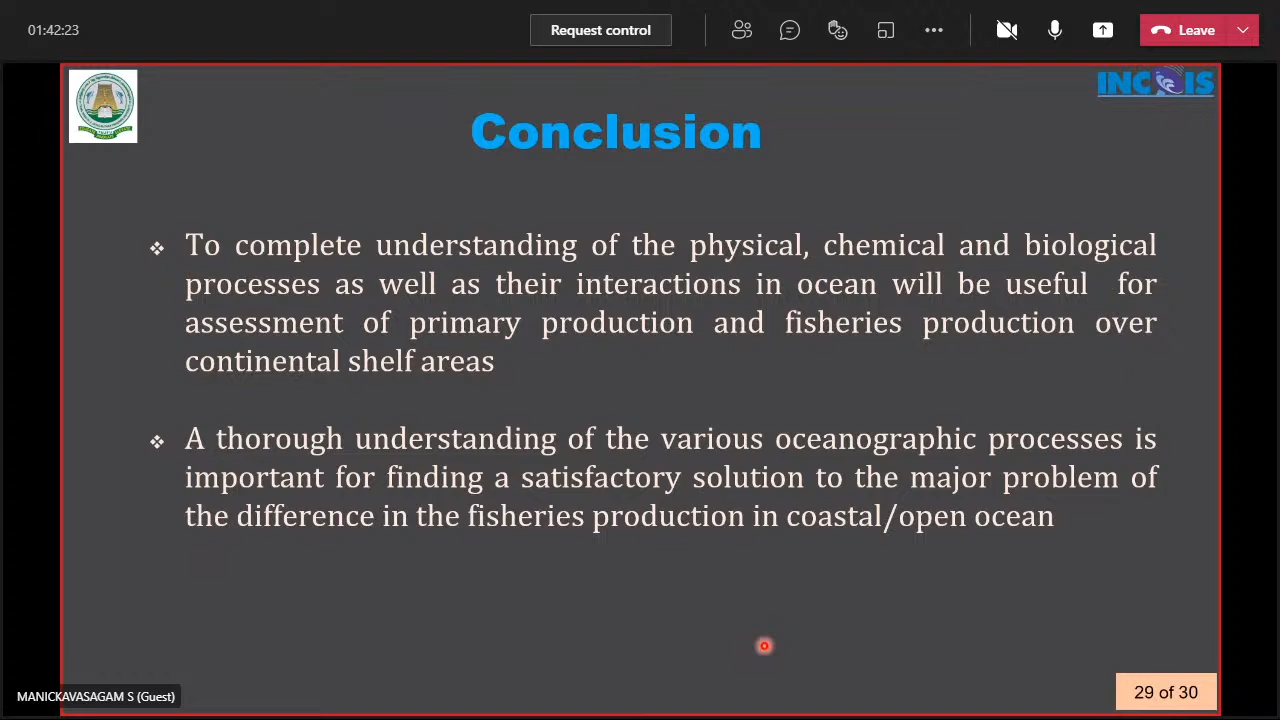 01:42:23
Request control
Leave
INCOIS
Conclusion
❖ To complete understanding of the physical, chemical and biological
processes as well as their interactions in ocean will be useful for
assessment of primary production and fisheries production over
continental shelf areas
❖ A thorough understanding of the various oceanographic processes is
important for finding a satisfactory solution to the major problem of
the difference in the fisheries production in coastal/open ocean
MANICKAVASAGAM S (Guest)
29 of 30